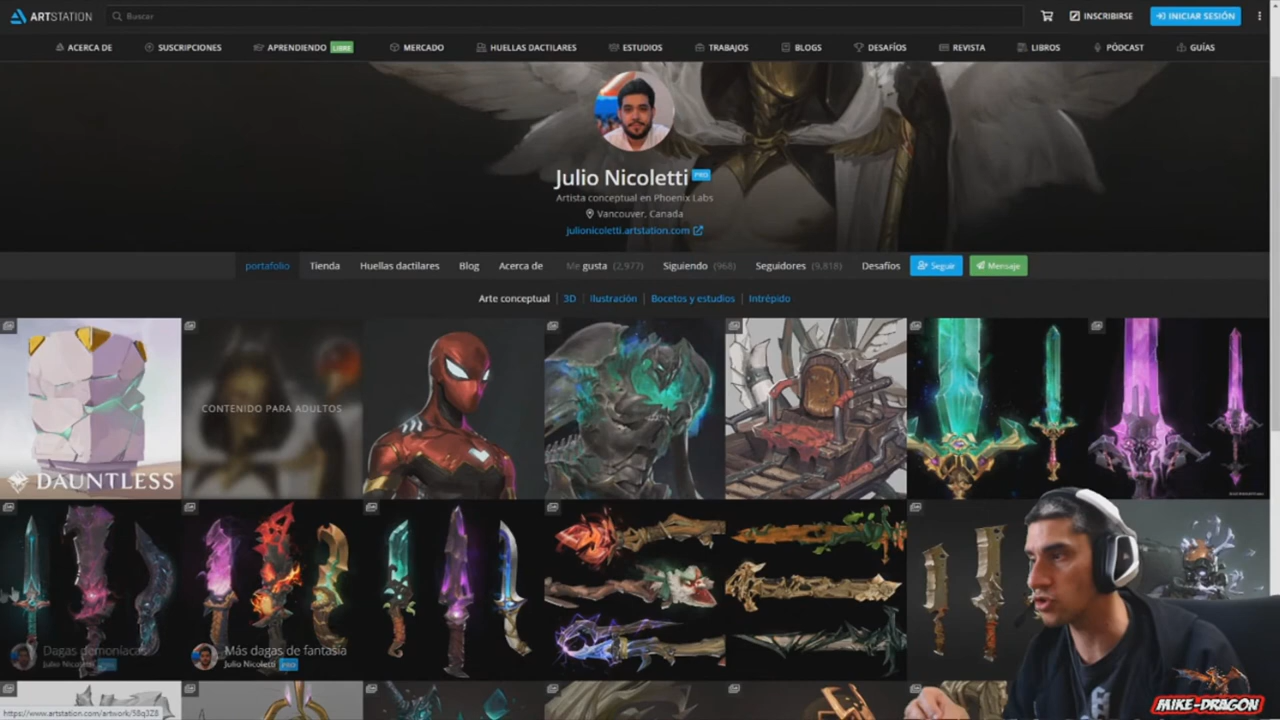 ARTSTATION
Buscar
INSCRIBIRSE
INICIAR SESIÓN
ACERCA DE
SUSCRIPCIONES
APRENDIENDO LIBRE
MERCADO
HUELLAS DACTILARES
ESTUDIOS
TRABAJOS
BLOGS
DESAFÍOS
REVISTA
LIBROS
PÓDCAST
GUÍAS
Julio Nicoletti PRO
Artista conceptual en Phoenix Labs
Vancouver, Canada
julionicoletti.artstation.com
portafolio
Tienda
Huellas dactilares
Blog
Acerca de
Me gusta (2,977)
Siguiendo (968)
Seguidores (9,818)
Desafíos
Seguir
Mensaje
Arte conceptual
3D
ilustración
Bocetos y estudios
Intrépido
CONTENIDO PARA ADULTOS
DAUNTLESS
Dagas demoníacas
Julio Nicoletti PRO
Más dagas de fantasía
Julio Nicoletti PRO
https://www.artstation.com/artwork/58q3Z8
MIKE-DRAGON